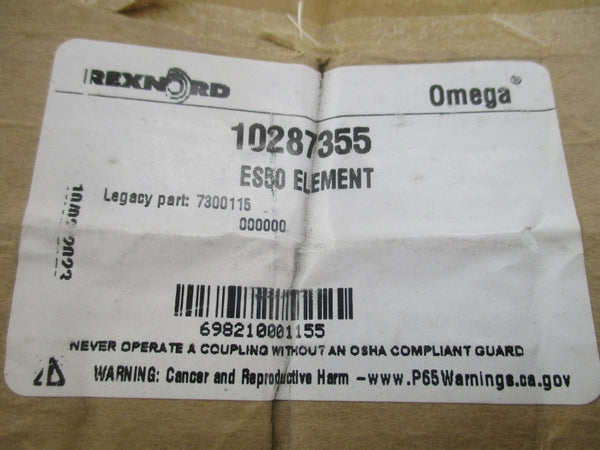 REXNORD
Omega®
10287355
ES50 ELEMENT
Legacy part: 7300115
000000
698210001155
NEVER OPERATE A COUPLING WITHOUT AN OSHA COMPLIANT GUARD
WARNING: Cancer and Reproductive Harm -www.P65Warnings.ca.gov